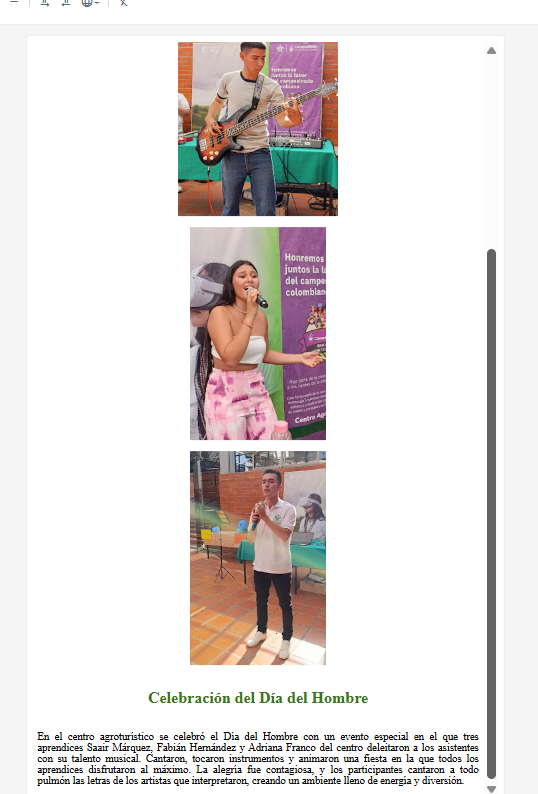 Honremos
juntos la labor
del campesinado
colombiano
Honremos
juntos la la
del campe
colombian
Centro Ag
Celebración del Día del Hombre
En el centro agroturístico se celebró el Dia del Hombre con un evento especial en el que tres
aprendices Saair Márquez, Fabián Hernández y Adriana Franco del centro deleitaron a los asistentes
con su talento musical. Cantaron, tocaron instrumentos y animaron una fiesta en la que todos los
aprendices disfrutaron al máximo. La alegría fue contagiosa, y los participantes cantaron a todo
pulmón las letras de los artistas que interpretaron, creando un ambiente lleno de energía y diversión.